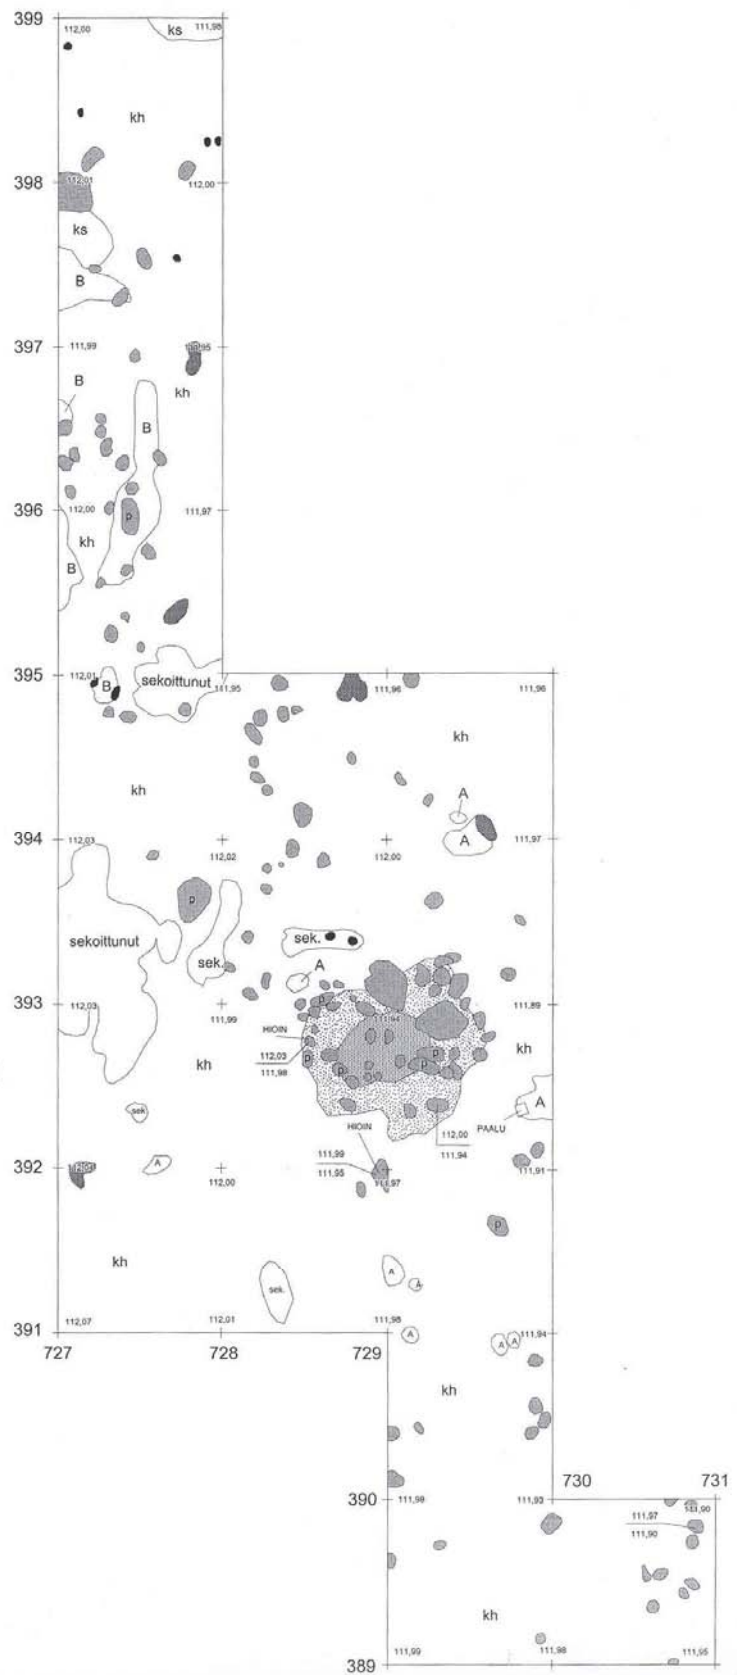 399
112,00
ks
111,98
kh
398
112,01
112,00
ks
B
397
111,99
111,95
B
kh
B
396
112,00
111,97
p
kh
B
395
112,01
sekoittunut
111,95
111,96
111,96
B
kh
kh
A
394
112,03
112,02
112,00
A
111,97
p
sekoittunut
sek.
sek.
A
393
112,03
111,99
p
111,94
111,89
HIOIN
kh
kh
112,03
111,98
p
p
p
p
sek
A
PAALU
HIOIN
112,00
111,94
111,99
111,95
392
A
112,00
111,97
111,91
p
kh
A
A
sek.
391
112,07
112,01
111,98
A
111,94
A
A
727
728
729
kh
730
731
390
111,98
111,93
111,97
111,90
kh
389
111,99
111,98
111,95